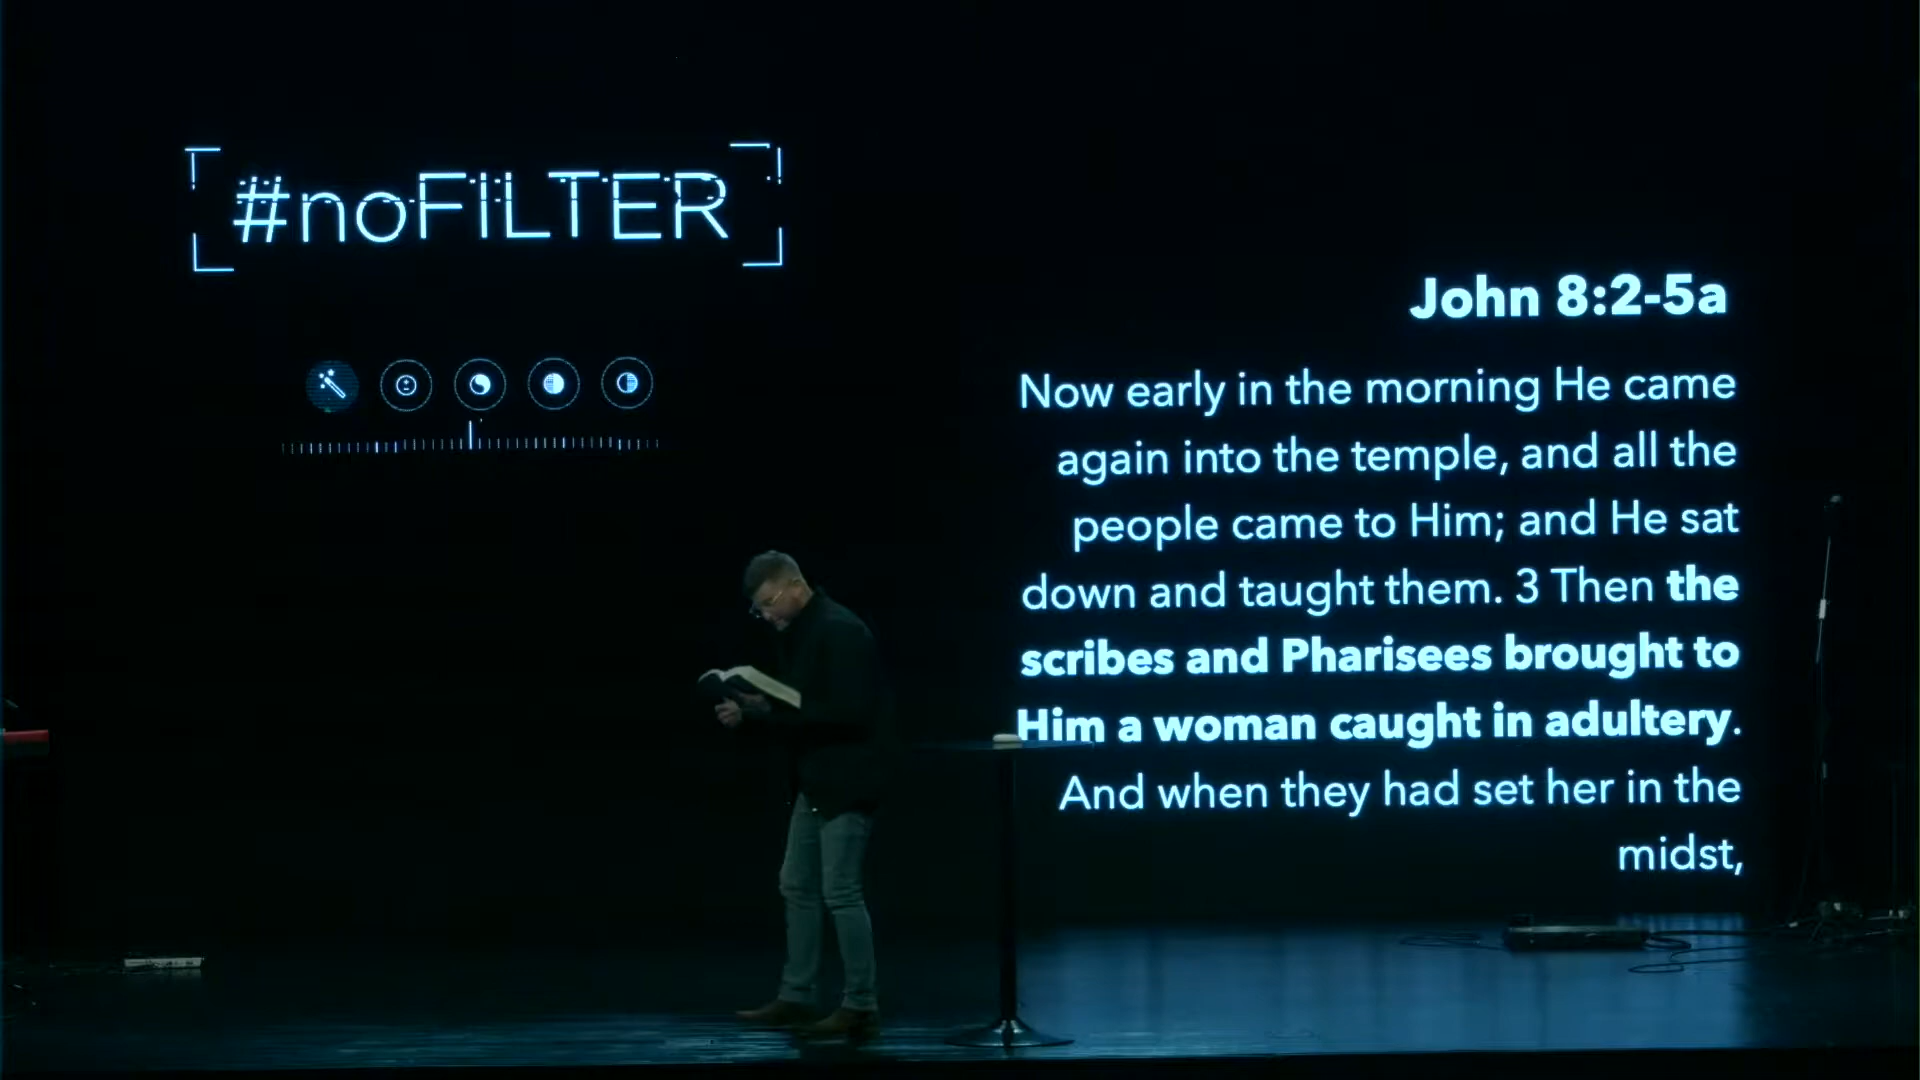 #noFILTER
John 8:2-5a
Now early in the morning He came
again into the temple, and all the
people came to Him; and He sat
down and taught them. 3 Then the
scribes and Pharisees brought to
Him a woman caught in adultery.
And when they had set her in the
midst,